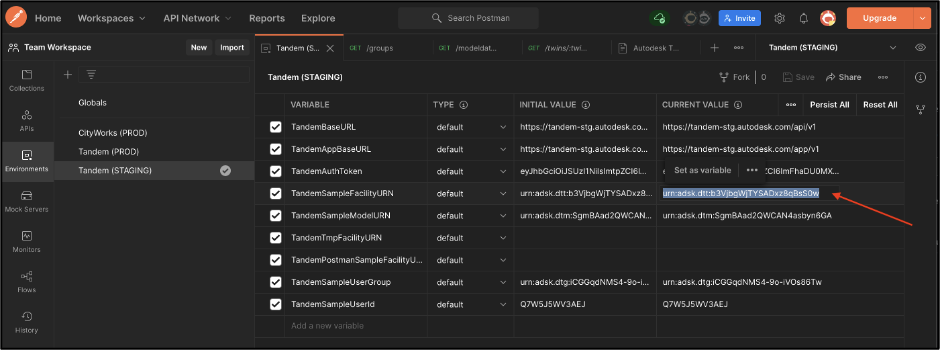 Home Workspaces API Network Reports Explore Search Postman Invite Upgrade
Team Workspace New Import Tandem (S... GET /groups GET /modeldat... GET /twins/:twi... Autodesk T... Tandem (STAGING)
Collections
APIs
Environments
Mock Servers
Monitors
Flows
History
Globals
CityWorks (PROD)
Tandem (PROD)
Tandem (STAGING)
Tandem (STAGING) Fork 0 Save Share
VARIABLE TYPE INITIAL VALUE CURRENT VALUE Persist All Reset All
TandemBaseURL default https://tandem-stg.autodesk.co... https://tandem-stg.autodesk.com/api/v1
TandemAppBaseURL default https://tandem-stg.autodesk.co... https://tandem-stg.autodesk.com/app/v1
Set as variable
TandemAuthToken default eyJhbGciOiJSUzI1NiIsImtpZCI6I... ZCI6ImFhaDU0MX...
TandemSampleFacilityURN default urn:adsk.dtt:b3VjbgWjTYSADxz8... urn:adsk.dtt:b3VjbgWjTYSADxz8qBsS0w
TandemSampleModelURN default urn:adsk.dtm:SgmBAad2QWCAN... urn:adsk.dtm:SgmBAad2QWCAN4asbyn6GA
TandemTmpFacilityURN default
TandemPostmanSampleFacilityU... default
TandemSampleUserGroup default urn:adsk.dtg:iCGGqdNMS4-9o-i... urn:adsk.dtg:iCGGqdNMS4-9o-iVOs86Tw
TandemSampleUserId default Q7W5J5WV3AEJ Q7W5J5WV3AEJ
Add a new variable